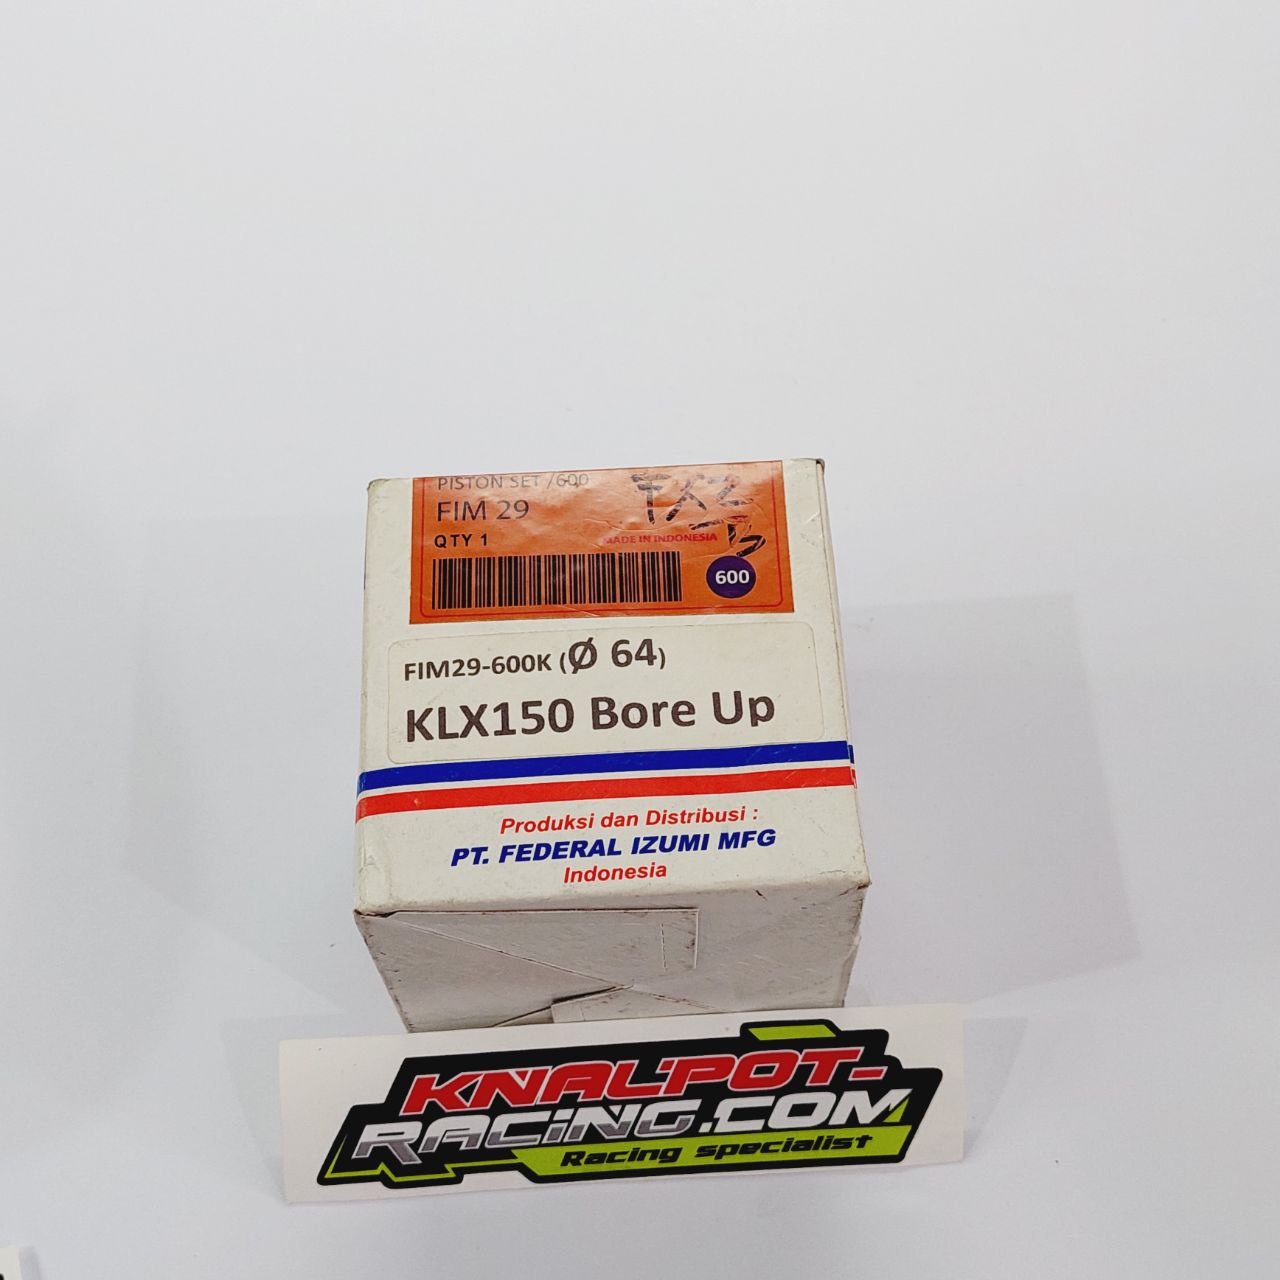 PISTON SET /600
FIM 29
QTY 1
MADE IN INDONESIA
600
FIM29-600K (Ø 64)
KLX150 Bore Up
Produksi dan Distribusi :
PT. FEDERAL IZUMI MFG
Indonesia
KNALPOT-
RACING.COM
Racing specialist